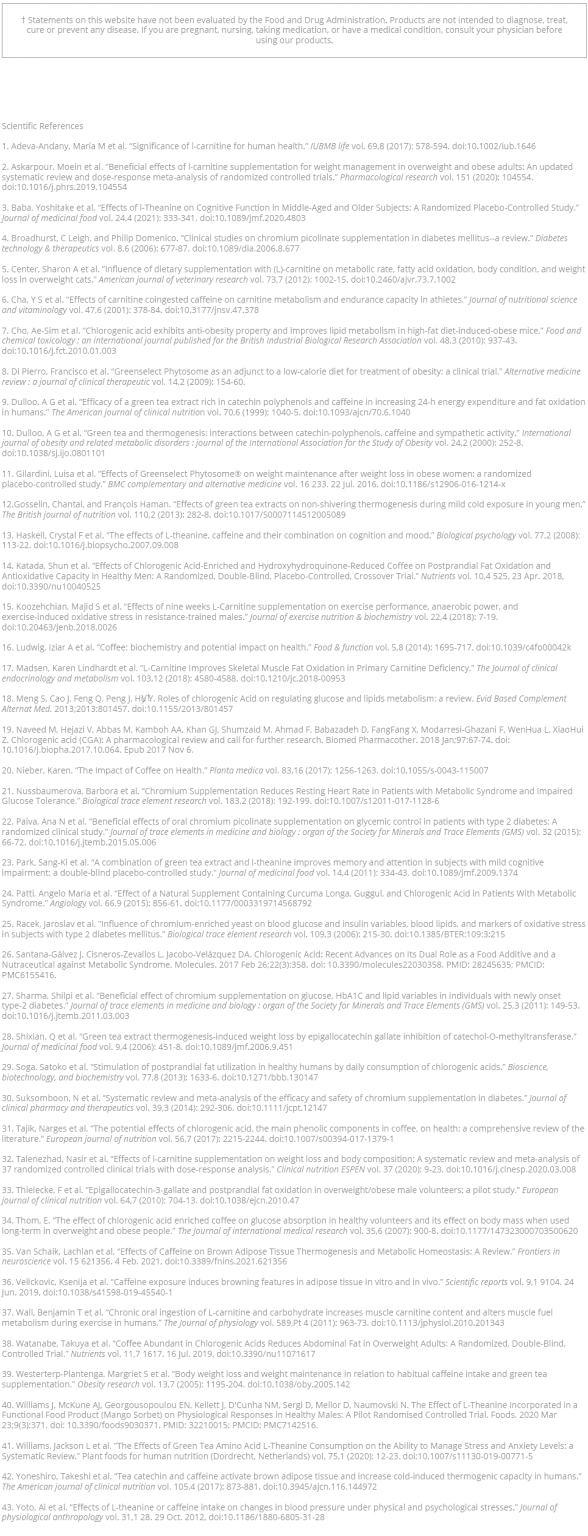 † Statements on this website have not been evaluated by the Food and Drug Administration. Products are not intended to diagnose, treat,
cure or prevent any disease. If you are pregnant, nursing, taking medication, or have a medical condition, consult your physician before
using our products.
Scientific References
1. Adeva-Andany, María M et al. “Significance of l-carnitine for human health.” IUBMB life vol. 69,8 (2017): 578-594. doi:10.1002/iub.1646
2. Askarpour, Moein et al. “Beneficial effects of l-carnitine supplementation for weight management in overweight and obese adults: An updated
systematic review and dose-response meta-analysis of randomized controlled trials.” Pharmacological research vol. 151 (2020): 104554.
doi:10.1016/j.phrs.2019.104554
3. Baba, Yoshitake et al. “Effects of l-Theanine on Cognitive Function in Middle-Aged and Older Subjects: A Randomized Placebo-Controlled Study.”
Journal of medicinal food vol. 24,4 (2021): 333-341. doi:10.1089/jmf.2020.4803
4. Broadhurst, C Leigh, and Philip Domenico. “Clinical studies on chromium picolinate supplementation in diabetes mellitus--a review.” Diabetes
technology & therapeutics vol. 8,6 (2006): 677-87. doi:10.1089/dia.2006.8.677
5. Center, Sharon A et al. “Influence of dietary supplementation with (L)-carnitine on metabolic rate, fatty acid oxidation, body condition, and weight
loss in overweight cats.” American journal of veterinary research vol. 73,7 (2012): 1002-15. doi:10.2460/ajvr.73.7.1002
6. Cha, Y S et al. “Effects of carnitine coingested caffeine on carnitine metabolism and endurance capacity in athletes.” Journal of nutritional science
and vitaminology vol. 47,6 (2001): 378-84. doi:10.3177/jnsv.47.378
7. Cho, Ae-Sim et al. “Chlorogenic acid exhibits anti-obesity property and improves lipid metabolism in high-fat diet-induced-obese mice.” Food and
chemical toxicology : an international journal published for the British Industrial Biological Research Association vol. 48,3 (2010): 937-43.
doi:10.1016/j.fct.2010.01.003
8. Di Pierro, Francesco et al. “Greenselect Phytosome as an adjunct to a low-calorie diet for treatment of obesity: a clinical trial.” Alternative medicine
review : a journal of clinical therapeutic vol. 14,2 (2009): 154-60.
9. Dulloo, A G et al. “Efficacy of a green tea extract rich in catechin polyphenols and caffeine in increasing 24-h energy expenditure and fat oxidation
in humans.” The American journal of clinical nutrition vol. 70,6 (1999): 1040-5. doi:10.1093/ajcn/70.6.1040
10. Dulloo, A G et al. “Green tea and thermogenesis: interactions between catechin-polyphenols, caffeine and sympathetic activity.” International
journal of obesity and related metabolic disorders : journal of the International Association for the Study of Obesity vol. 24,2 (2000): 252-8.
doi:10.1038/sj.ijo.0801101
11. Gilardini, Luisa et al. “Effects of Greenselect Phytosome® on weight maintenance after weight loss in obese women: a randomized
placebo-controlled study.” BMC complementary and alternative medicine vol. 16 233. 22 Jul. 2016, doi:10.1186/s12906-016-1214-x
12.Gosselin, Chantal, and François Haman. “Effects of green tea extracts on non-shivering thermogenesis during mild cold exposure in young men.”
The British journal of nutrition vol. 110,2 (2013): 282-8. doi:10.1017/S0007114512005089
13. Haskell, Crystal F et al. “The effects of L-theanine, caffeine and their combination on cognition and mood.” Biological psychology vol. 77,2 (2008):
113-22. doi:10.1016/j.biopsycho.2007.09.008
14. Katada, Shun et al. “Effects of Chlorogenic Acid-Enriched and Hydroxyhydroquinone-Reduced Coffee on Postprandial Fat Oxidation and
Antioxidative Capacity in Healthy Men: A Randomized, Double-Blind, Placebo-Controlled, Crossover Trial.” Nutrients vol. 10,4 525. 23 Apr. 2018,
doi:10.3390/nu10040525
15. Koozehchian, Majid S et al. “Effects of nine weeks L-Carnitine supplementation on exercise performance, anaerobic power, and
exercise-induced oxidative stress in resistance-trained males.” Journal of exercise nutrition & biochemistry vol. 22,4 (2018): 7-19.
doi:10.20463/jenb.2018.0026
16. Ludwig, Iziar A et al. “Coffee: biochemistry and potential impact on health.” Food & function vol. 5,8 (2014): 1695-717. doi:10.1039/c4fo00042k
17. Madsen, Karen Lindhardt et al. “L-Carnitine Improves Skeletal Muscle Fat Oxidation in Primary Carnitine Deficiency.” The Journal of clinical
endocrinology and metabolism vol. 103,12 (2018): 4580-4588. doi:10.1210/jc.2018-00953
18. Meng S, Cao J, Feng Q, Peng J, Roles of chlorogenic Acid on regulating glucose and lipids metabolism: a review. Evid Based Complement
Alternat Med. 2013;2013:801457. doi:10.1155/2013/801457
19. Naveed M, Hejazi V, Abbas M, Kamboh AA, Khan GJ, Shumzaid M, Ahmad F, Babazadeh D, FangFang X, Modarresi-Ghazani F, WenHua L, XiaoHui
Z. Chlorogenic acid (CGA): A pharmacological review and call for further research. Biomed Pharmacother. 2018 Jan;97:67-74. doi:
10.1016/j.biopha.2017.10.064. Epub 2017 Nov 6.
20. Nieber, Karen. “The Impact of Coffee on Health.” Planta medica vol. 83,16 (2017): 1256-1263. doi:10.1055/s-0043-115007
21. Nussbaumerova, Barbora et al. “Chromium Supplementation Reduces Resting Heart Rate in Patients with Metabolic Syndrome and Impaired
Glucose Tolerance.” Biological trace element research vol. 183,2 (2018): 192-199. doi:10.1007/s12011-017-1128-6
22. Paiva, Ana N et al. “Beneficial effects of oral chromium picolinate supplementation on glycemic control in patients with type 2 diabetes: A
randomized clinical study.” Journal of trace elements in medicine and biology : organ of the Society for Minerals and Trace Elements (GMS) vol. 32 (2015):
66-72. doi:10.1016/j.jtemb.2015.05.006
23. Park, Sang-Ki et al. “A combination of green tea extract and l-theanine improves memory and attention in subjects with mild cognitive
impairment: a double-blind placebo-controlled study.” Journal of medicinal food vol. 14,4 (2011): 334-43. doi:10.1089/jmf.2009.1374
24. Patti, Angelo Maria et al. “Effect of a Natural Supplement Containing Curcuma Longa, Guggul, and Chlorogenic Acid in Patients With Metabolic
Syndrome.” Angiology vol. 66,9 (2015): 856-61. doi:10.1177/0003319714568792
25. Racek, Jaroslav et al. “Influence of chromium-enriched yeast on blood glucose and insulin variables, blood lipids, and markers of oxidative stress
in subjects with type 2 diabetes mellitus.” Biological trace element research vol. 109,3 (2006): 215-30. doi:10.1385/BTER:109:3:215
26. Santana-Gálvez J, Cisneros-Zevallos L, Jacobo-Velázquez DA. Chlorogenic Acid: Recent Advances on Its Dual Role as a Food Additive and a
Nutraceutical against Metabolic Syndrome. Molecules. 2017 Feb 26;22(3):358. doi: 10.3390/molecules22030358. PMID: 28245635; PMCID:
PMC6155416.
27. Sharma, Shilpi et al. “Beneficial effect of chromium supplementation on glucose, HbA1C and lipid variables in individuals with newly onset
type-2 diabetes.” Journal of trace elements in medicine and biology : organ of the Society for Minerals and Trace Elements (GMS) vol. 25,3 (2011): 149-53.
doi:10.1016/j.jtemb.2011.03.003
28. Shixian, Q et al. “Green tea extract thermogenesis-induced weight loss by epigallocatechin gallate inhibition of catechol-O-methyltransferase.”
Journal of medicinal food vol. 9,4 (2006): 451-8. doi:10.1089/jmf.2006.9.451
29. Soga, Satoko et al. “Stimulation of postprandial fat utilization in healthy humans by daily consumption of chlorogenic acids.” Bioscience,
biotechnology, and biochemistry vol. 77,8 (2013): 1633-6. doi:10.1271/bbb.130147
30. Suksomboon, N et al. “Systematic review and meta-analysis of the efficacy and safety of chromium supplementation in diabetes.” Journal of
clinical pharmacy and therapeutics vol. 39,3 (2014): 292-306. doi:10.1111/jcpt.12147
31. Tajik, Narges et al. “The potential effects of chlorogenic acid, the main phenolic components in coffee, on health: a comprehensive review of the
literature.” European journal of nutrition vol. 56,7 (2017): 2215-2244. doi:10.1007/s00394-017-1379-1
32. Talenezhad, Nasir et al. “Effects of l-carnitine supplementation on weight loss and body composition: A systematic review and meta-analysis of
37 randomized controlled clinical trials with dose-response analysis.” Clinical nutrition ESPEN vol. 37 (2020): 9-23. doi:10.1016/j.clnesp.2020.03.008
33. Thielecke, F et al. “Epigallocatechin-3-gallate and postprandial fat oxidation in overweight/obese male volunteers: a pilot study.” European
journal of clinical nutrition vol. 64,7 (2010): 704-13. doi:10.1038/ejcn.2010.47
34. Thom, E. “The effect of chlorogenic acid enriched coffee on glucose absorption in healthy volunteers and its effect on body mass when used
long-term in overweight and obese people.” The Journal of international medical research vol. 35,6 (2007): 900-8. doi:10.1177/147323000703500620
35. Van Schaik, Lachlan et al. “Effects of Caffeine on Brown Adipose Tissue Thermogenesis and Metabolic Homeostasis: A Review.” Frontiers in
neuroscience vol. 15 621356. 4 Feb. 2021, doi:10.3389/fnins.2021.621356
36. Velickovic, Ksenija et al. “Caffeine exposure induces browning features in adipose tissue in vitro and in vivo.” Scientific reports vol. 9,1 9104. 24
Jun. 2019, doi:10.1038/s41598-019-45540-1
37. Wall, Benjamin T et al. “Chronic oral ingestion of L-carnitine and carbohydrate increases muscle carnitine content and alters muscle fuel
metabolism during exercise in humans.” The Journal of physiology vol. 589,Pt 4 (2011): 963-73. doi:10.1113/jphysiol.2010.201343
38. Watanabe, Takuya et al. “Coffee Abundant in Chlorogenic Acids Reduces Abdominal Fat in Overweight Adults: A Randomized, Double-Blind,
Controlled Trial.” Nutrients vol. 11,7 1617. 16 Jul. 2019, doi:10.3390/nu11071617
39. Westerterp-Plantenga, Margriet S et al. “Body weight loss and weight maintenance in relation to habitual caffeine intake and green tea
supplementation.” Obesity research vol. 13,7 (2005): 1195-204. doi:10.1038/oby.2005.142
40. Williams J, McKune AJ, Georgousopoulou EN, Kellett J, D'Cunha NM, Sergi D, Mellor D, Naumovski N. The Effect of L-Theanine Incorporated in a
Functional Food Product (Mango Sorbet) on Physiological Responses in Healthy Males: A Pilot Randomised Controlled Trial. Foods. 2020 Mar
23;9(3):371. doi: 10.3390/foods9030371. PMID: 32210015; PMCID: PMC7142516.
41. Williams, Jackson L et al. “The Effects of Green Tea Amino Acid L-Theanine Consumption on the Ability to Manage Stress and Anxiety Levels: a
Systematic Review.” Plant foods for human nutrition (Dordrecht, Netherlands) vol. 75,1 (2020): 12-23. doi:10.1007/s11130-019-00771-5
42. Yoneshiro, Takeshi et al. “Tea catechin and caffeine activate brown adipose tissue and increase cold-induced thermogenic capacity in humans.”
The American journal of clinical nutrition vol. 105,4 (2017): 873-881. doi:10.3945/ajcn.116.144972
43. Yoto, Ai et al. “Effects of L-theanine or caffeine intake on changes in blood pressure under physical and psychological stresses.” Journal of
physiological anthropology vol. 31,1 28. 29 Oct. 2012, doi:10.1186/1880-6805-31-28